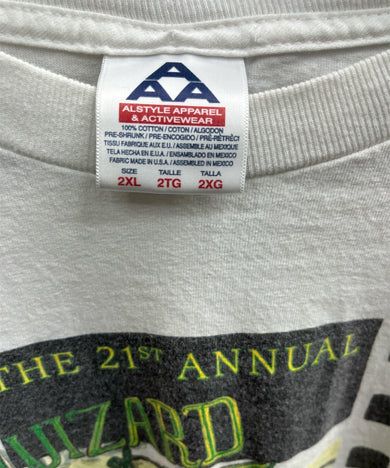 AAA
ALSTYLE APPAREL
& ACTIVEWEAR
100% COTTON / COTON / ALGODON
PRE-SHRUNK / PRE-ENCOGIDO / PRÉ-RÉTRÉCI
TISSU FABRIQUE AUX E.U. / ASSEMBLE AU MEXIQUE
TELA HECHA EN E.U.A. / ENSAMBLADO EN MEXICO
FABRIC MADE IN U.S.A. / ASSEMBLED IN MEXICO
SIZE TAILLE TALLA
2XL 2TG 2XG
THE 21ST ANNUAL
WIZARD